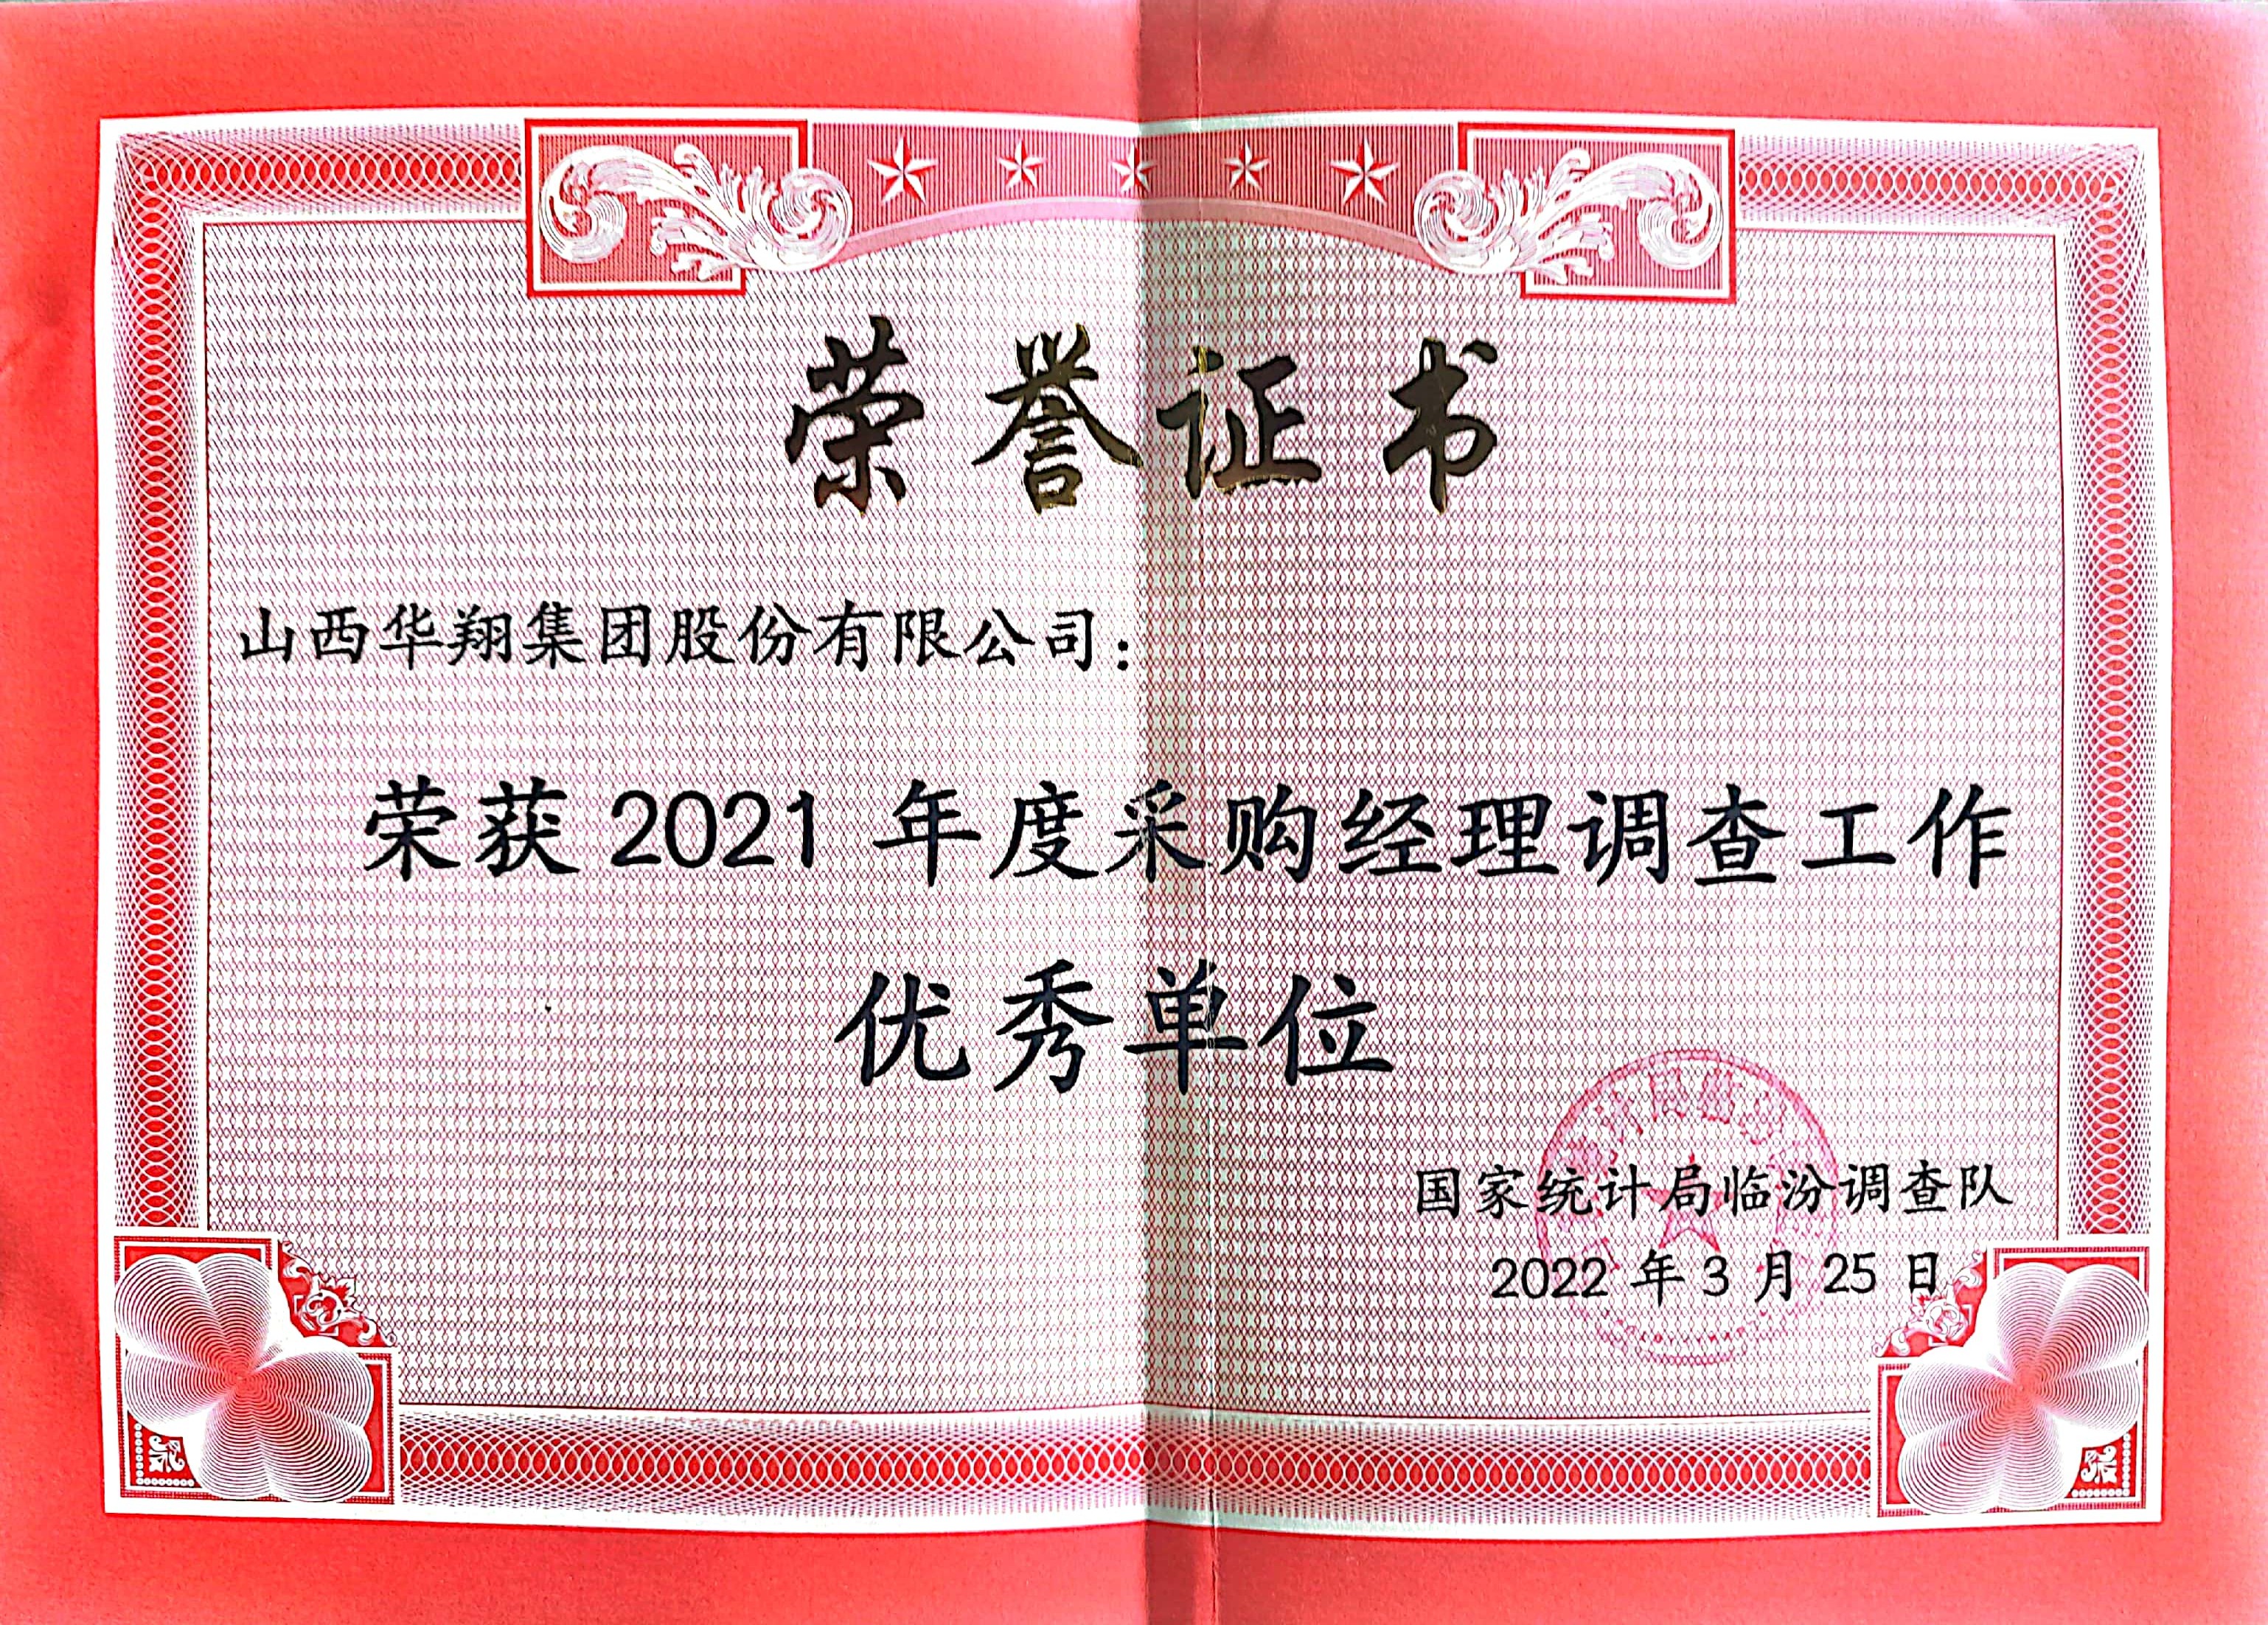 荣誉证书
山西华翔集团股份有限公司：
荣获2021年度采购经理调查工作
优秀单位
国家统计局临汾调查队
2022年3月25日